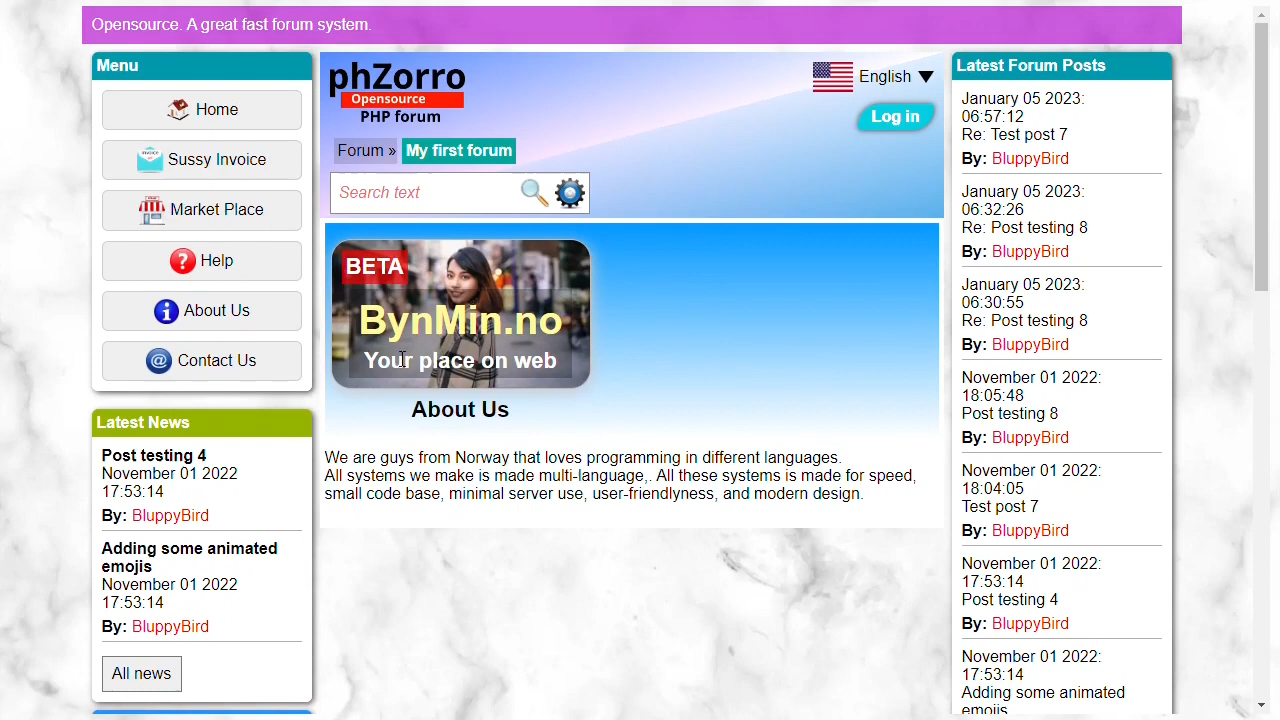 Opensource. A great fast forum system.
Menu
Home
Sussy Invoice
Market Place
Help
About Us
Contact Us
Latest News
Post testing 4
November 01 2022
17:53:14
By: BluppyBird
Adding some animated
emojis
November 01 2022
17:53:14
By: BluppyBird
All news
phZorro
Opensource
PHP forum
English
Log in
Forum »
My first forum
Search text
BETA
BynMin.no
Your place on web
About Us
We are guys from Norway that loves programming in different languages.
All systems we make is made multi-language,. All these systems is made for speed,
small code base, minimal server use, user-friendlyness, and modern design.
Latest Forum Posts
January 05 2023:
06:57:12
Re: Test post 7
By: BluppyBird
January 05 2023:
06:32:26
Re: Post testing 8
By: BluppyBird
January 05 2023:
06:30:55
Re: Post testing 8
By: BluppyBird
November 01 2022:
18:05:48
Post testing 8
By: BluppyBird
November 01 2022:
18:04:05
Test post 7
By: BluppyBird
November 01 2022:
17:53:14
Post testing 4
By: BluppyBird
November 01 2022:
17:53:14
Adding some animated
emojis